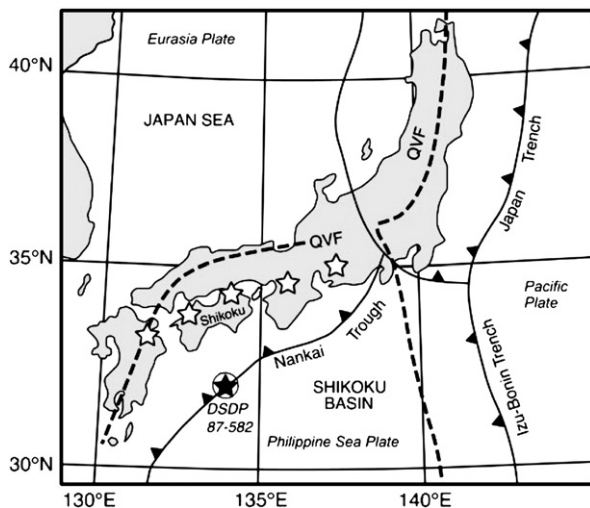 Eurasia Plate
40°N
JAPAN SEA
QVF
Trench
Japan
QVF
35°N
Pacific
Plate
Shikoku
Trough
Nankai
SHIKOKU
BASIN
DSDP
87-582
Izu-Bonin Trench
Philippine Sea Plate
30°N
130°E
135°E
140°E